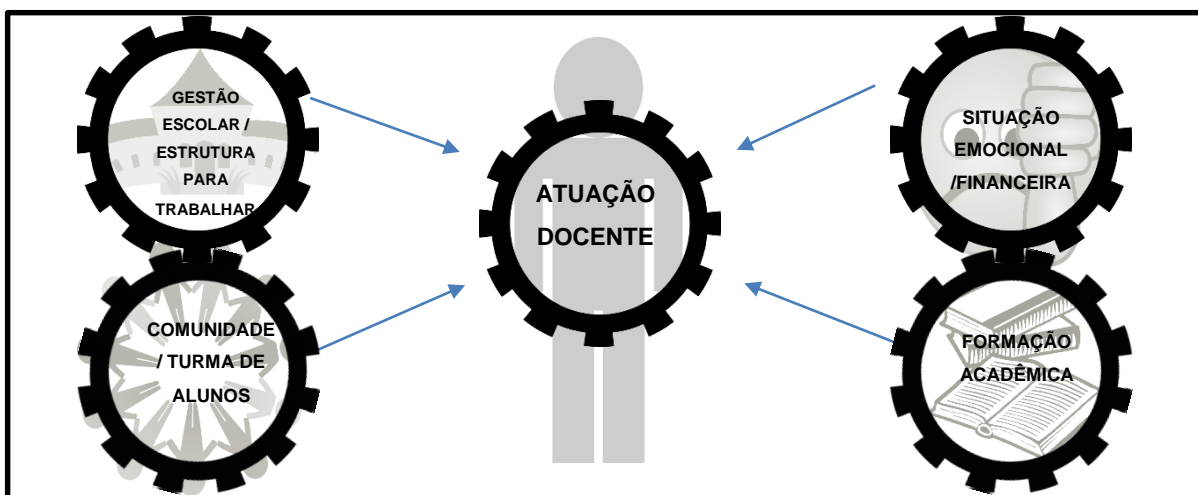 GESTÃO
ESCOLAR /
ESTRUTURA
PARA
TRABALHAR
COMUNIDADE
/ TURMA DE
ALUNOS
ATUAÇÃO
DOCENTE
SITUAÇÃO
EMOCIONAL
/FINANCEIRA
FORMAÇÃO
ACADÊMICA